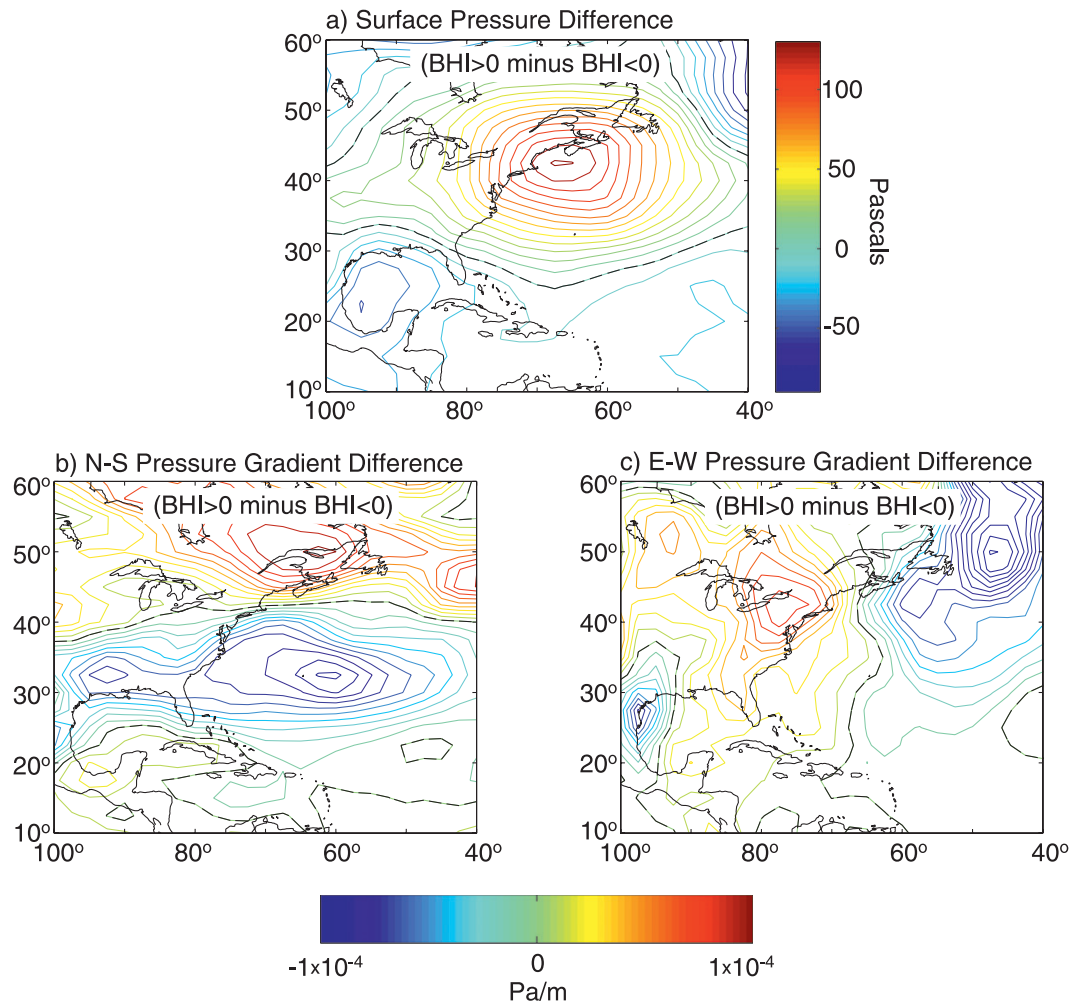 a) Surface Pressure Difference
(BHI>0 minus BHI<0)
60º
50º
40º
30º
20º
10º
100º
80º
60º
40º
100
50
0
-50
Pascals
b) N-S Pressure Gradient Difference
(BHI>0 minus BHI<0)
60º
50º
40º
30º
20º
10º
100º
80º
60º
40º
c) E-W Pressure Gradient Difference
(BHI>0 minus BHI<0)
60º
50º
40º
30º
20º
10º
100º
80º
60º
40º
-1x10⁻⁴
0
1x10⁻⁴
Pa/m